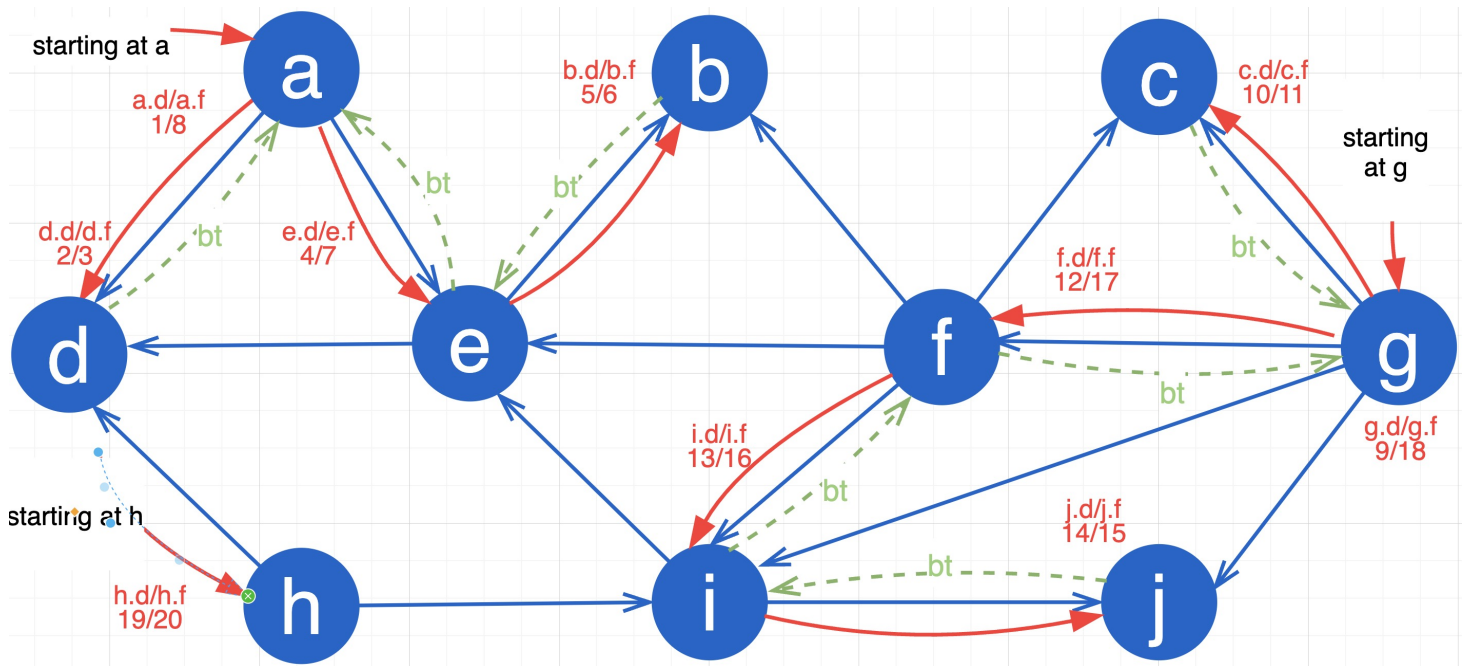 starting at a
a
b
c
a.d/a.f
1/8
b.d/b.f
5/6
c.d/c.f
10/11
starting
at g
bt
bt
bt
bt
d.d/d.f
2/3
e.d/e.f
4/7
f.d/f.f
12/17
d
e
f
g
bt
g.d/g.f
9/18
i.d/i.f
13/16
bt
starting at h
j.d/j.f
14/15
bt
h.d/h.f
19/20
h
i
j